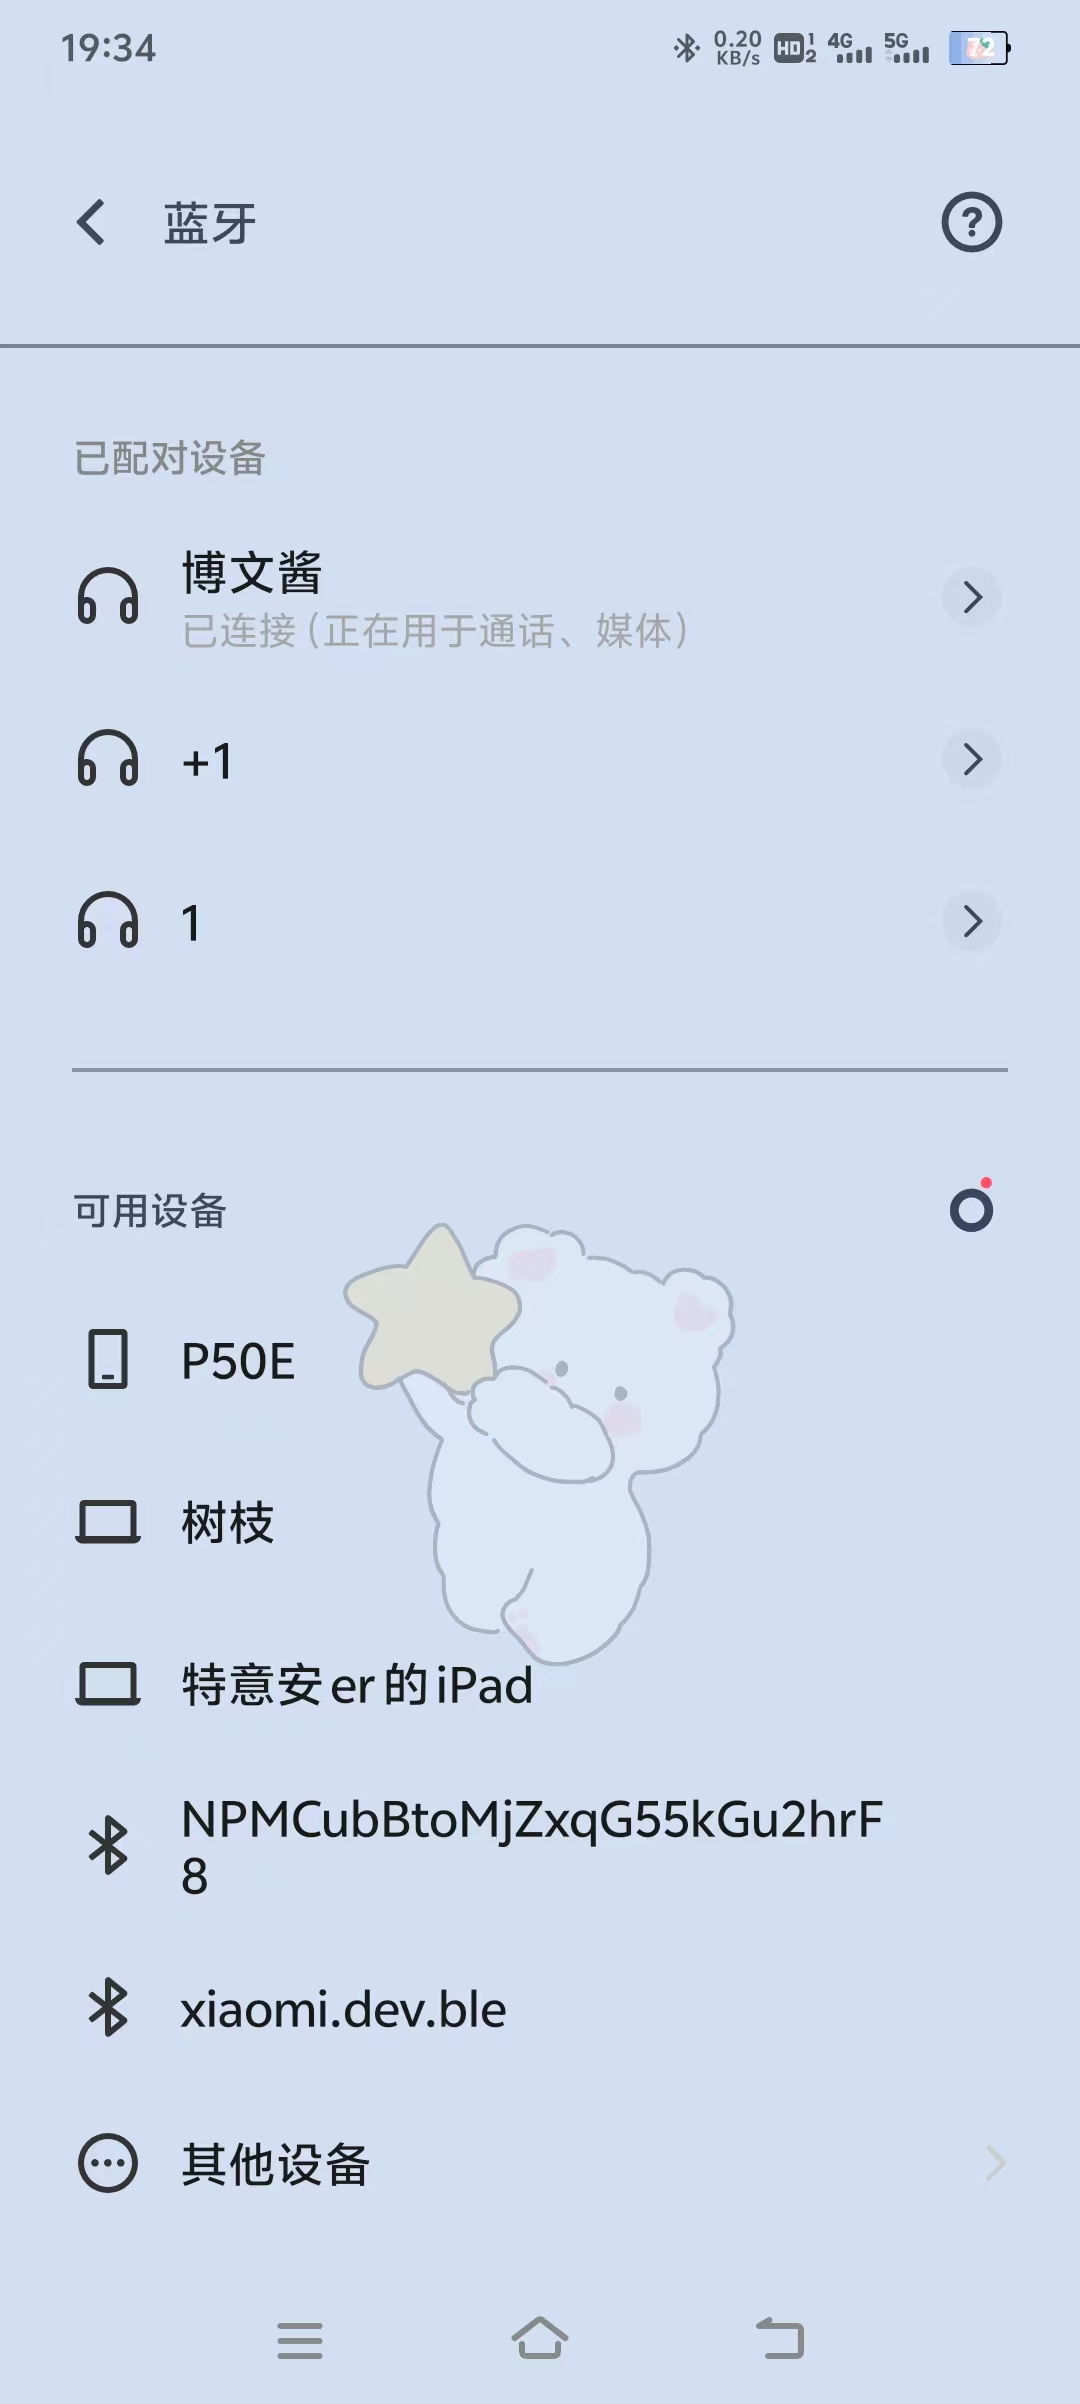 19:34
0.20 KB/s HD 1 2 4G 5G 72
蓝牙
已配对设备
博文酱
已连接 (正在用于通话、媒体)
+1
1
可用设备
P50E
树枝
特意安er的iPad
NPMCubBtoMjZxqG55kGu2hrF
8
xiaomi.dev.ble
其他设备